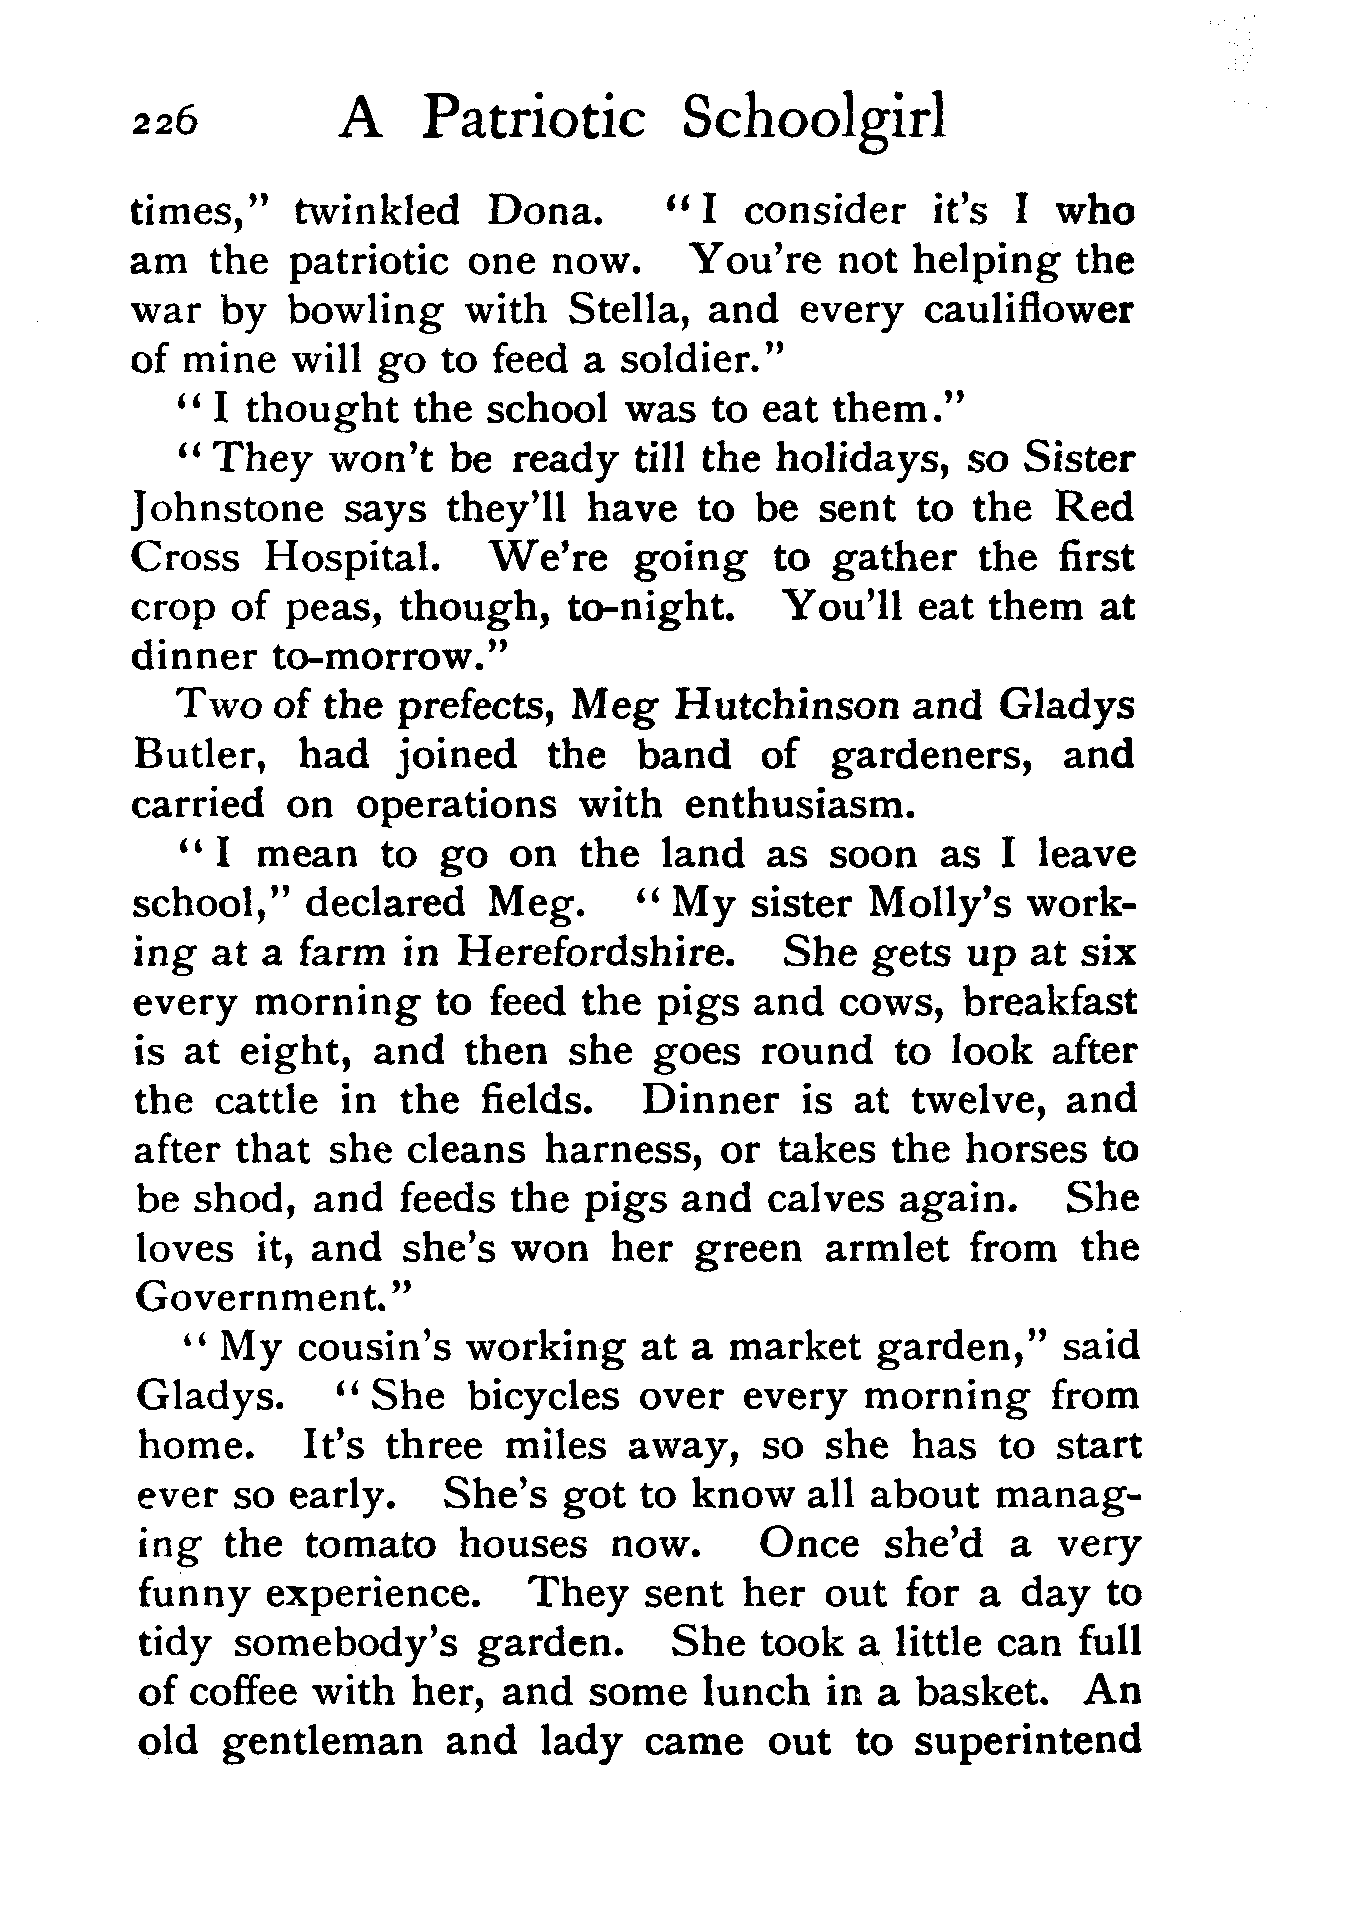 226 A Patriotic Schoolgirl
times," twinkled Dona. "I consider it's I who
am the patriotic one now. You're not helping the
war by bowling with Stella, and every cauliflower
of mine will go to feed a soldier."
"I thought the school was to eat them."
"They won't be ready till the holidays, so Sister
Johnstone says they'll have to be sent to the Red
Cross Hospital. We're going to gather the first
crop of peas, though, to-night. You'll eat them at
dinner to-morrow."
Two of the prefects, Meg Hutchinson and Gladys
Butler, had joined the band of gardeners, and
carried on operations with enthusiasm.
"I mean to go on the land as soon as I leave
school," declared Meg. "My sister Molly's work-
ing at a farm in Herefordshire. She gets up at six
every morning to feed the pigs and cows, breakfast
is at eight, and then she goes round to look after
the cattle in the fields. Dinner is at twelve, and
after that she cleans harness, or takes the horses to
be shod, and feeds the pigs and calves again. She
loves it, and she's won her green armlet from the
Government."
"My cousin's working at a market garden," said
Gladys. "She bicycles over every morning from
home. It's three miles away, so she has to start
ever so early. She's got to know all about manag-
ing the tomato houses now. Once she'd a very
funny experience. They sent her out for a day to
tidy somebody's garden. She took a little can full
of coffee with her, and some lunch in a basket. An
old gentleman and lady came out to superintend